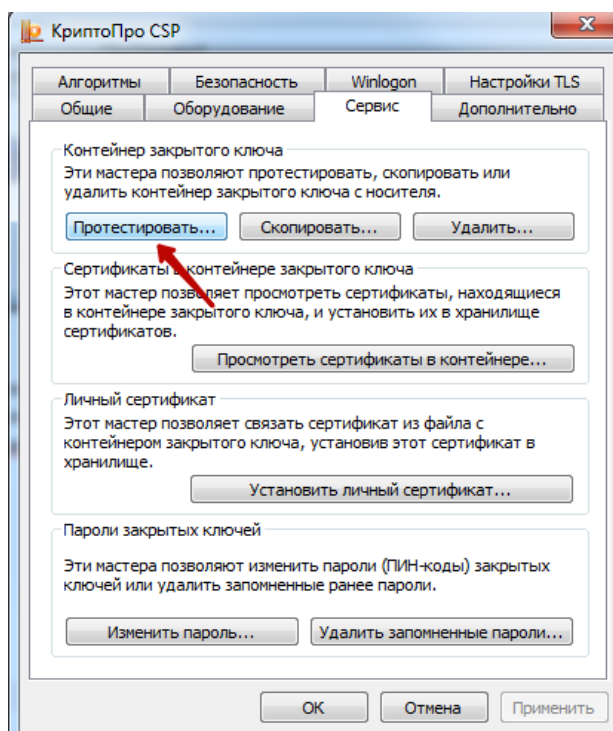 КриптоПро CSP
Алгоритмы Безопасность Winlogon Настройки TLS
Общие Оборудование Сервис Дополнительно
Контейнер закрытого ключа
Эти мастера позволяют протестировать, скопировать или
удалить контейнер закрытого ключа с носителя.
Протестировать... Скопировать... Удалить...
Сертификаты в контейнере закрытого ключа
Этот мастер позволяет просмотреть сертификаты, находящиеся
в контейнере закрытого ключа, и установить их в хранилище
сертификатов.
Просмотреть сертификаты в контейнере...
Личный сертификат
Этот мастер позволяет связать сертификат из файла с
контейнером закрытого ключа, установив этот сертификат в
хранилище.
Установить личный сертификат...
Пароли закрытых ключей
Эти мастера позволяют изменить пароли (ПИН-коды) закрытых
ключей или удалить запомненные ранее пароли.
Изменить пароль... Удалить запомненные пароли...
ОК Отмена Применить